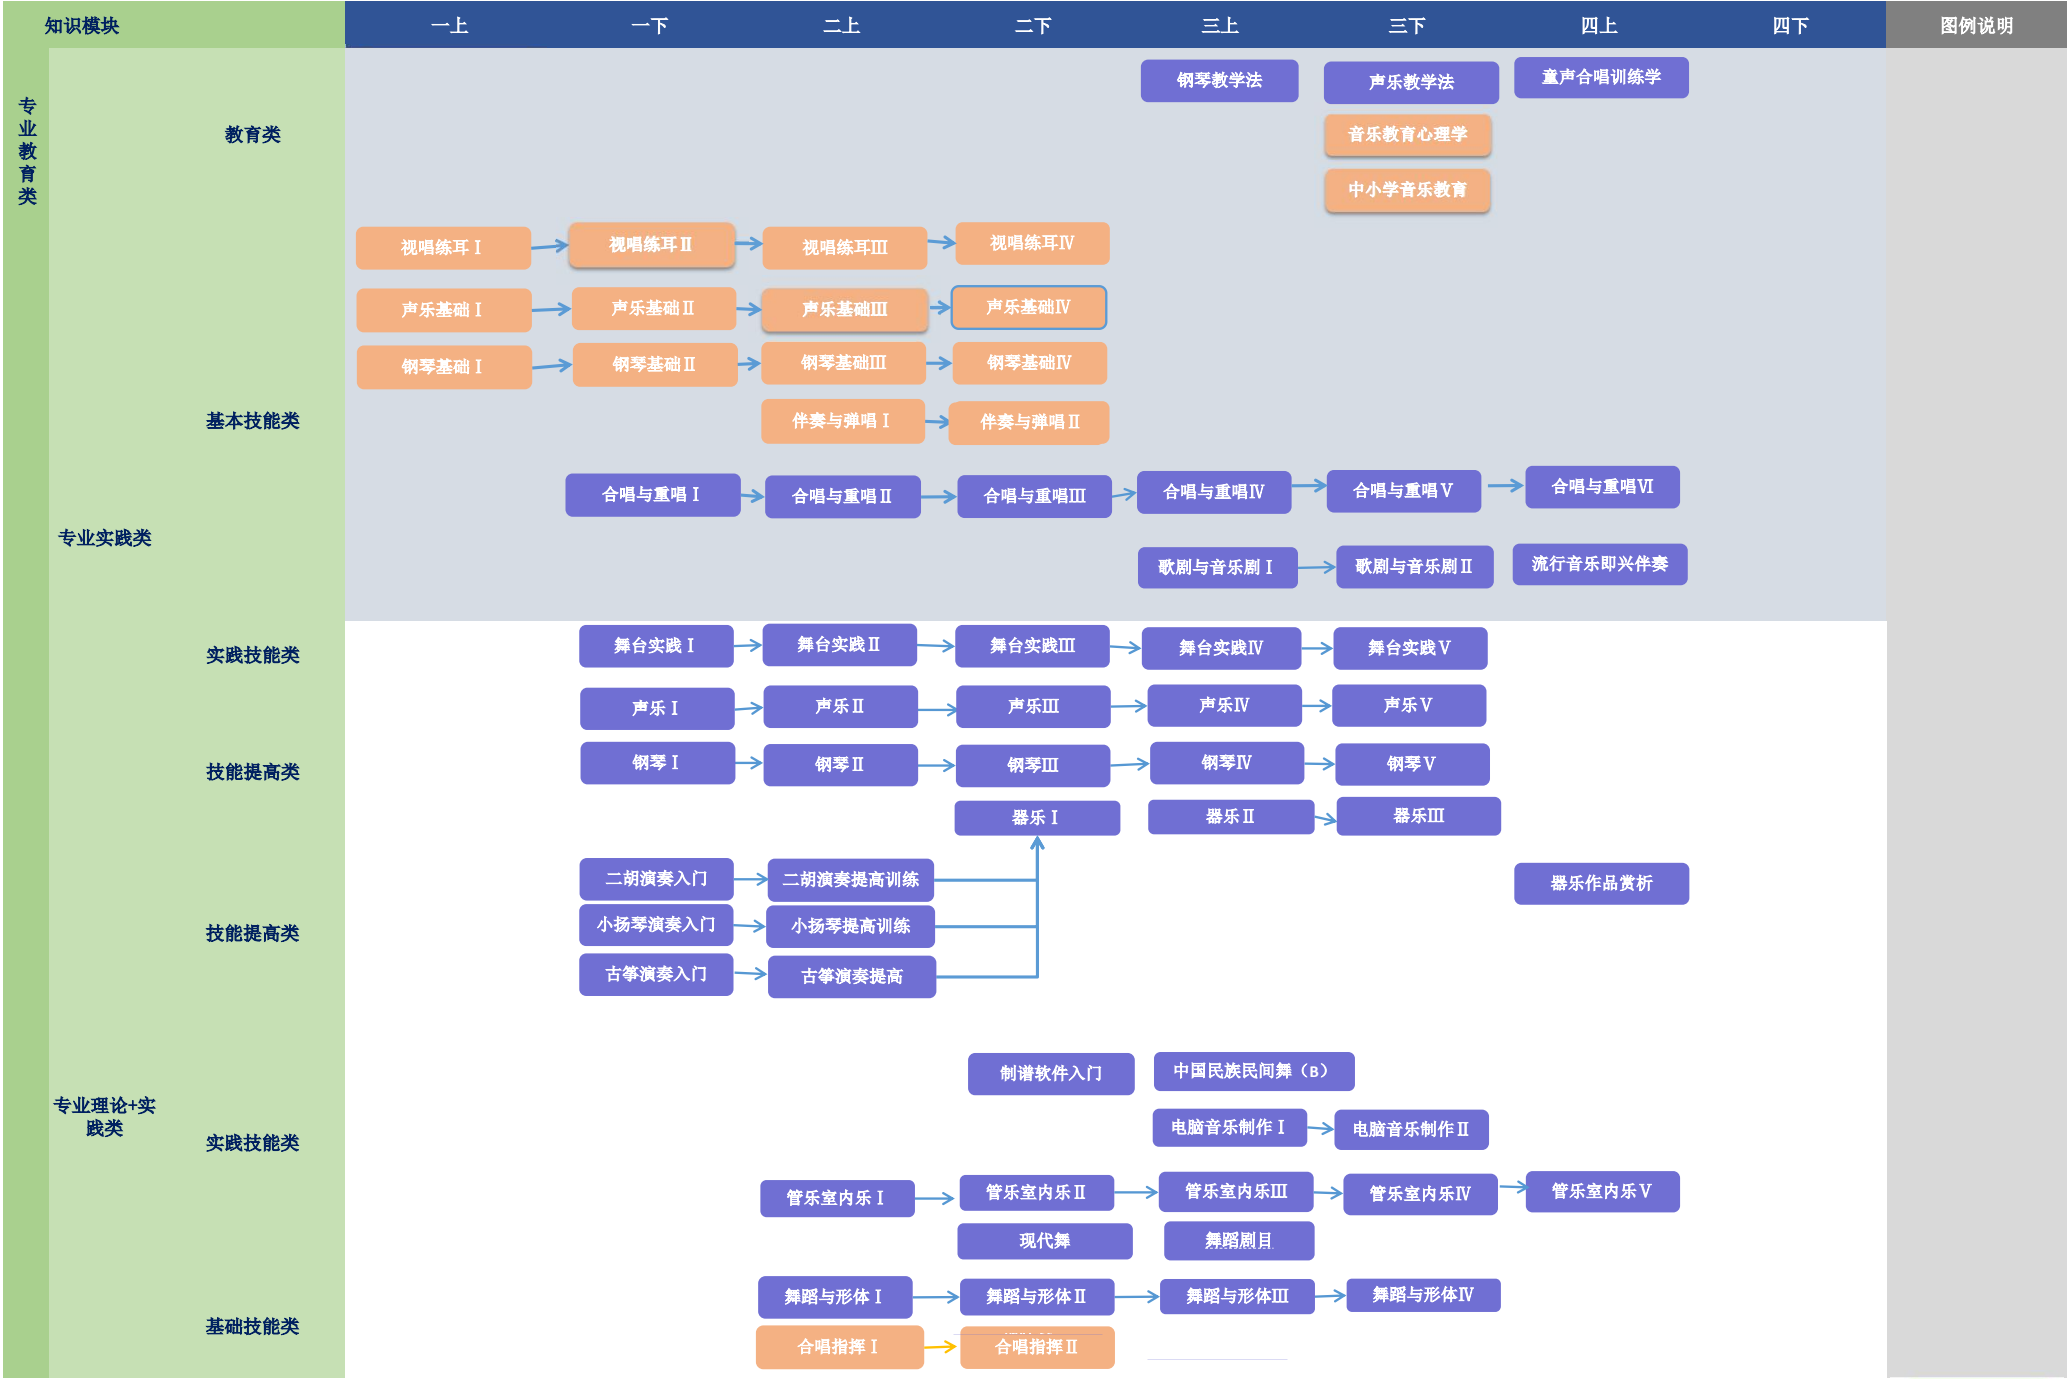 知识模块 一上 一下 二上 二下 三上 三下 四上 四下 图例说明
专业教育类
教育类
钢琴教学法 声乐教学法 童声合唱训练学
音乐教育心理学
中小学音乐教育
视唱练耳Ⅰ 视唱练耳Ⅱ 视唱练耳Ⅲ 视唱练耳Ⅳ
声乐基础Ⅰ 声乐基础Ⅱ 声乐基础Ⅲ 声乐基础Ⅳ
钢琴基础Ⅰ 钢琴基础Ⅱ 钢琴基础Ⅲ 钢琴基础Ⅳ
基本技能类 伴奏与弹唱Ⅰ 伴奏与弹唱Ⅱ
合唱与重唱Ⅰ 合唱与重唱Ⅱ 合唱与重唱Ⅲ 合唱与重唱Ⅳ 合唱与重唱Ⅴ 合唱与重唱Ⅵ
专业实践类
歌剧与音乐剧Ⅰ 歌剧与音乐剧Ⅱ 流行音乐即兴伴奏
实践技能类 舞台实践Ⅰ 舞台实践Ⅱ 舞台实践Ⅲ 舞台实践Ⅳ 舞台实践Ⅴ
声乐Ⅰ 声乐Ⅱ 声乐Ⅲ 声乐Ⅳ 声乐Ⅴ
技能提高类 钢琴Ⅰ 钢琴Ⅱ 钢琴Ⅲ 钢琴Ⅳ 钢琴Ⅴ
器乐Ⅰ 器乐Ⅱ 器乐Ⅲ
二胡演奏入门 二胡演奏提高训练 器乐作品赏析
技能提高类 小扬琴演奏入门 小扬琴提高训练
古筝演奏入门 古筝演奏提高
制谱软件入门 中国民族民间舞（B）
专业理论+实
践类
实践技能类 电脑音乐制作Ⅰ 电脑音乐制作Ⅱ
管乐室内乐Ⅰ 管乐室内乐Ⅱ 管乐室内乐Ⅲ 管乐室内乐Ⅳ 管乐室内乐Ⅴ
现代舞 舞蹈剧目
基础技能类 舞蹈与形体Ⅰ 舞蹈与形体Ⅱ 舞蹈与形体Ⅲ 舞蹈与形体Ⅳ
合唱指挥Ⅰ 合唱指挥Ⅱ